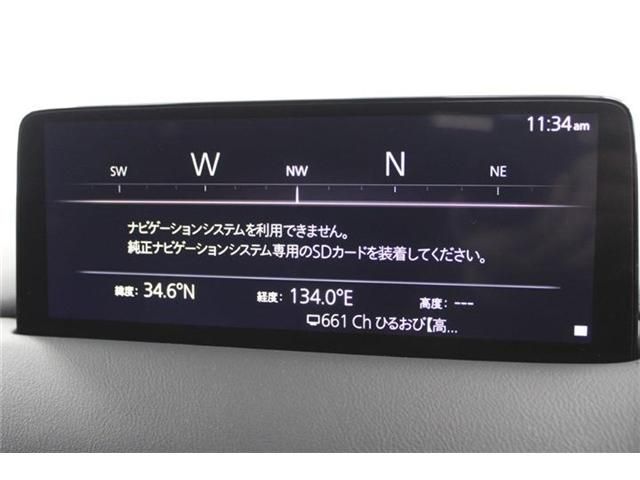 11:34am
SW W NW N NE
ナビゲーションシステムを利用できません。
純正ナビゲーションシステム専用のSDカードを装着してください。
緯度: 34.6°N 経度: 134.0°E 高度: ---
661 Ch ひるおび【高...